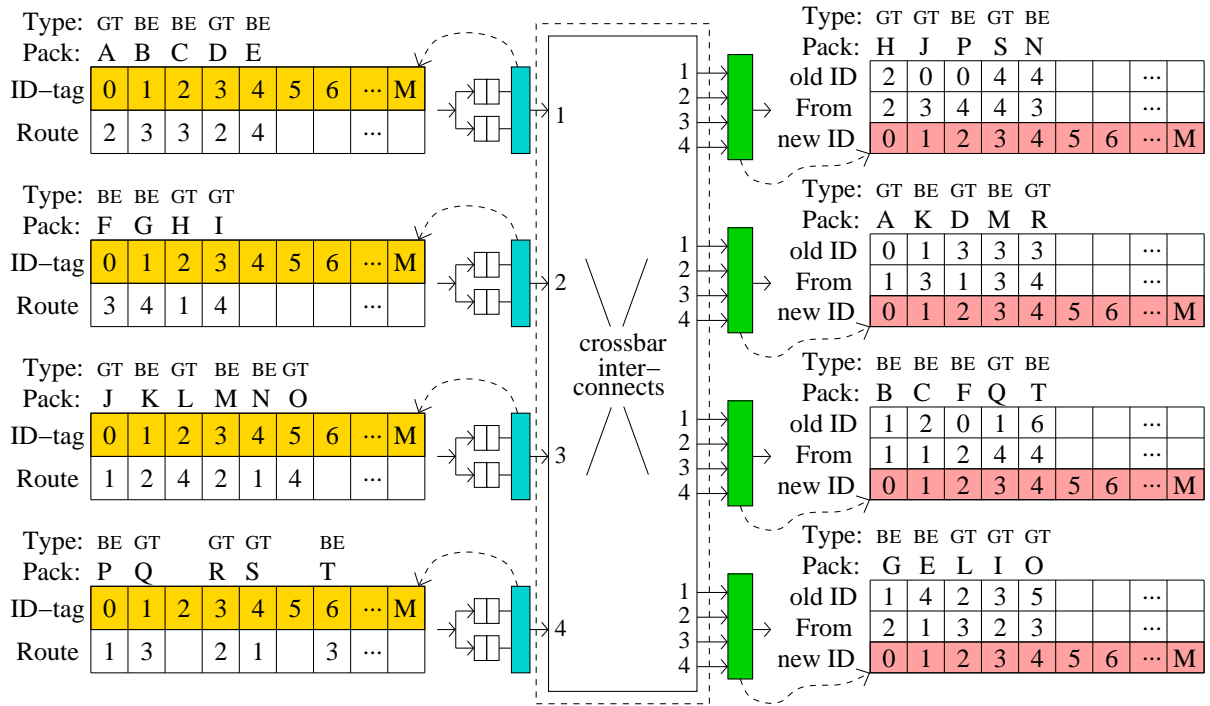 Type: GT BE BE GT BE
Pack: A B C D E
ID−tag 0 1 2 3 4 5 6 ... M
Route 2 3 3 2 4 ...
1
1
2
3
4
Type: GT GT BE GT BE
Pack: H J P S N
old ID 2 0 0 4 4 ...
From 2 3 4 4 3 ...
new ID 0 1 2 3 4 5 6 ... M
Type: BE BE GT GT
Pack: F G H I
ID−tag 0 1 2 3 4 5 6 ... M
Route 3 4 1 4 ...
2
1
2
3
4
Type: GT BE GT BE GT
Pack: A K D M R
old ID 0 1 3 3 3 ...
From 1 3 1 3 4 ...
new ID 0 1 2 3 4 5 6 ... M
crossbar
inter−
connects
Type: GT BE GT BE BE GT
Pack: J K L M N O
ID−tag 0 1 2 3 4 5 6 ... M
Route 1 2 4 2 1 4 ...
3
1
2
3
4
Type: BE BE BE GT BE
Pack: B C F Q T
old ID 1 2 0 1 6 ...
From 1 1 2 4 4 ...
new ID 0 1 2 3 4 5 6 ... M
Type: BE GT GT GT BE
Pack: P Q R S T
ID−tag 0 1 2 3 4 5 6 ... M
Route 1 3 2 1 3 ...
4
1
2
3
4
Type: BE BE GT GT GT
Pack: G E L I O
old ID 1 4 2 3 5 ...
From 2 1 3 2 3 ...
new ID 0 1 2 3 4 5 6 ... M